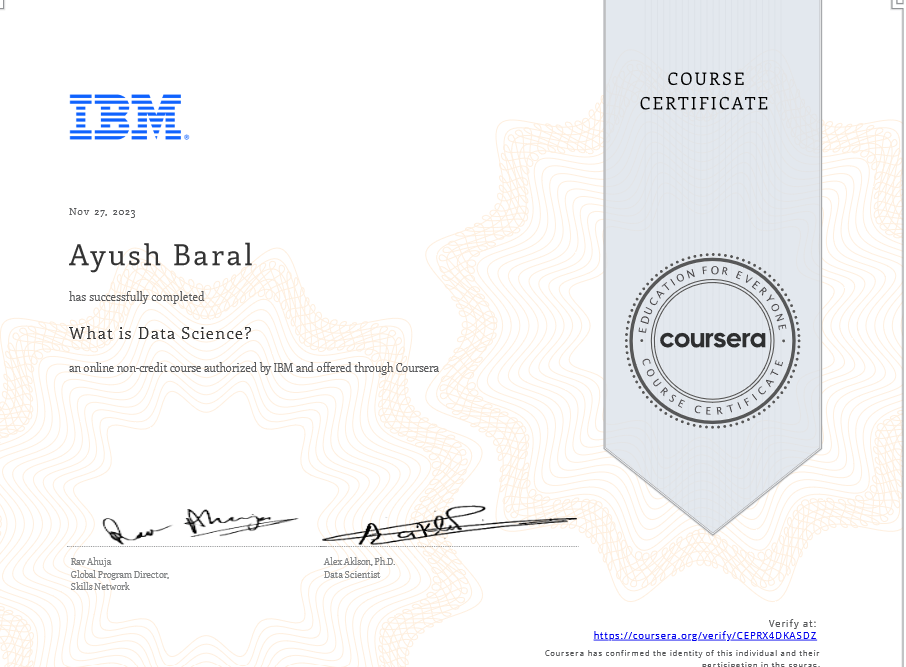 COURSE
CERTIFICATE
IBM®
Nov 27, 2023
Ayush Baral
has successfully completed
What is Data Science?
an online non-credit course authorized by IBM and offered through Coursera
EDUCATION FOR EVERYONE
coursera
COURSE CERTIFICATE
Rav Ahuja
Rav Ahuja
Global Program Director,
Skills Network
Alex Aklson, Ph.D.
Data Scientist
Verify at:
https://coursera.org/verify/CEPRX4DKASDZ
Coursera has confirmed the identity of this individual and their
participation in the course.